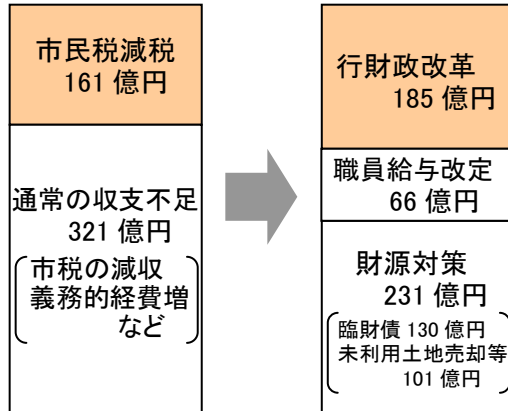 市民税減税
161 億円
通常の収支不足
321 億円
市税の減収
義務的経費増
など
行財政改革
185 億円
職員給与改定
66 億円
財源対策
231 億円
臨財債 130 億円
未利用土地売却等
101 億円